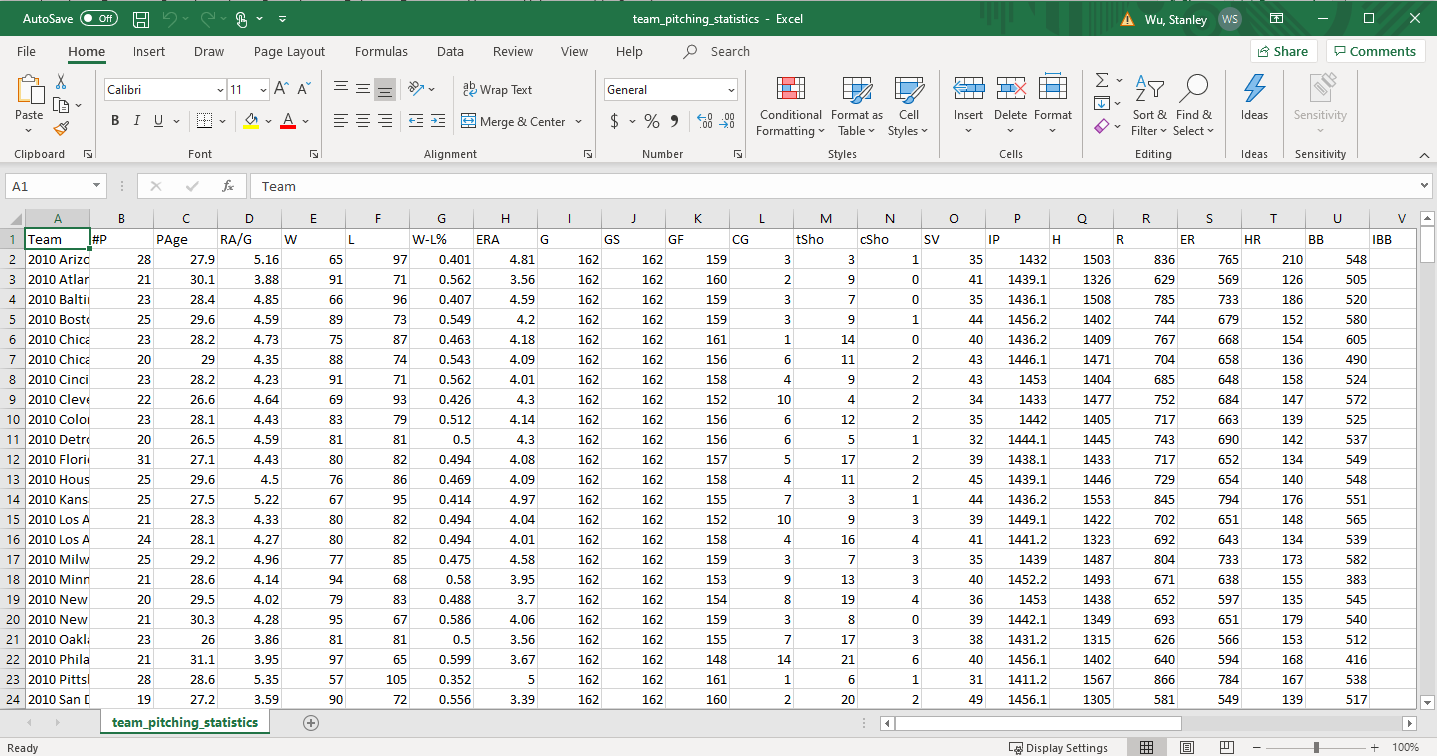 AutoSave Off team_pitching_statistics - Excel Wu, Stanley WS
File Home Insert Draw Page Layout Formulas Data Review View Help Search Share Comments
Paste Calibri 11 ab Wrap Text General Conditional Formatting Format as Table Cell Styles Insert Delete Format Sort & Filter Find & Select Ideas Sensitivity
B I U A Merge & Center $ % 9
Clipboard Font Alignment Number Styles Cells Editing Ideas Sensitivity
A1 fx Team
A B C D E F G H I J K L M N O P Q R S T U V
1 Team #P PAge RA/G W L W-L% ERA G GS GF CG tSho cSho SV IP H R ER HR BB IBB
2 2010 Arizo 28 27.9 5.16 65 97 0.401 4.81 162 162 159 3 3 1 35 1432 1503 836 765 210 548
3 2010 Atlar 21 30.1 3.88 91 71 0.562 3.56 162 162 160 2 9 0 41 1439.1 1326 629 569 126 505
4 2010 Balti 23 28.4 4.85 66 96 0.407 4.59 162 162 159 3 7 0 35 1436.1 1508 785 733 186 520
5 2010 Bosto 25 29.6 4.59 89 73 0.549 4.2 162 162 159 3 9 1 44 1456.2 1402 744 679 152 580
6 2010 Chica 23 28.2 4.73 75 87 0.463 4.18 162 162 161 1 14 0 40 1436.2 1409 767 668 154 605
7 2010 Chica 20 29 4.35 88 74 0.543 4.09 162 162 156 6 11 2 43 1446.1 1471 704 658 136 490
8 2010 Cinci 23 28.2 4.23 91 71 0.562 4.01 162 162 158 4 9 2 43 1453 1404 685 648 158 524
9 2010 Cleve 22 26.6 4.64 69 93 0.426 4.3 162 162 152 10 4 2 34 1433 1477 752 684 147 572
10 2010 Color 23 28.1 4.43 83 79 0.512 4.14 162 162 156 6 12 2 35 1442 1405 717 663 139 525
11 2010 Detro 20 26.5 4.59 81 81 0.5 4.3 162 162 156 6 5 1 32 1444.1 1445 743 690 142 537
12 2010 Flori 31 27.1 4.43 80 82 0.494 4.08 162 162 157 5 17 2 39 1438.1 1433 717 652 134 549
13 2010 Hous 25 29.6 4.5 76 86 0.469 4.09 162 162 158 4 11 2 45 1439.1 1446 729 654 140 548
14 2010 Kansa 25 27.5 5.22 67 95 0.414 4.97 162 162 155 7 3 1 44 1436.2 1553 845 794 176 551
15 2010 Los A 21 28.3 4.33 80 82 0.494 4.04 162 162 152 10 9 3 39 1449.1 1422 702 651 148 565
16 2010 Los A 24 28.1 4.27 80 82 0.494 4.01 162 162 158 4 16 4 41 1441.2 1323 692 643 134 539
17 2010 Milw 25 29.2 4.96 77 85 0.475 4.58 162 162 159 3 7 3 35 1439 1487 804 733 173 582
18 2010 Minn 21 28.6 4.14 94 68 0.58 3.95 162 162 153 9 13 3 40 1452.2 1493 671 638 155 383
19 2010 New 20 29.5 4.02 79 83 0.488 3.7 162 162 154 8 19 4 36 1453 1438 652 597 135 545
20 2010 New 21 30.3 4.28 95 67 0.586 4.06 162 162 159 3 8 0 39 1442.1 1349 693 651 179 540
21 2010 Oakla 23 26 3.86 81 81 0.5 3.56 162 162 155 7 17 3 38 1431.2 1315 626 566 153 512
22 2010 Phila 21 31.1 3.95 97 65 0.599 3.67 162 162 148 14 21 6 40 1456.1 1402 640 594 168 416
23 2010 Pittsl 28 28.6 5.35 57 105 0.352 5 162 162 161 1 6 1 31 1411.2 1567 866 784 167 538
24 2010 San D 19 27.2 3.59 90 72 0.556 3.39 162 162 160 2 20 2 49 1456.1 1305 581 549 139 517
team_pitching_statistics
Ready Display Settings 100%